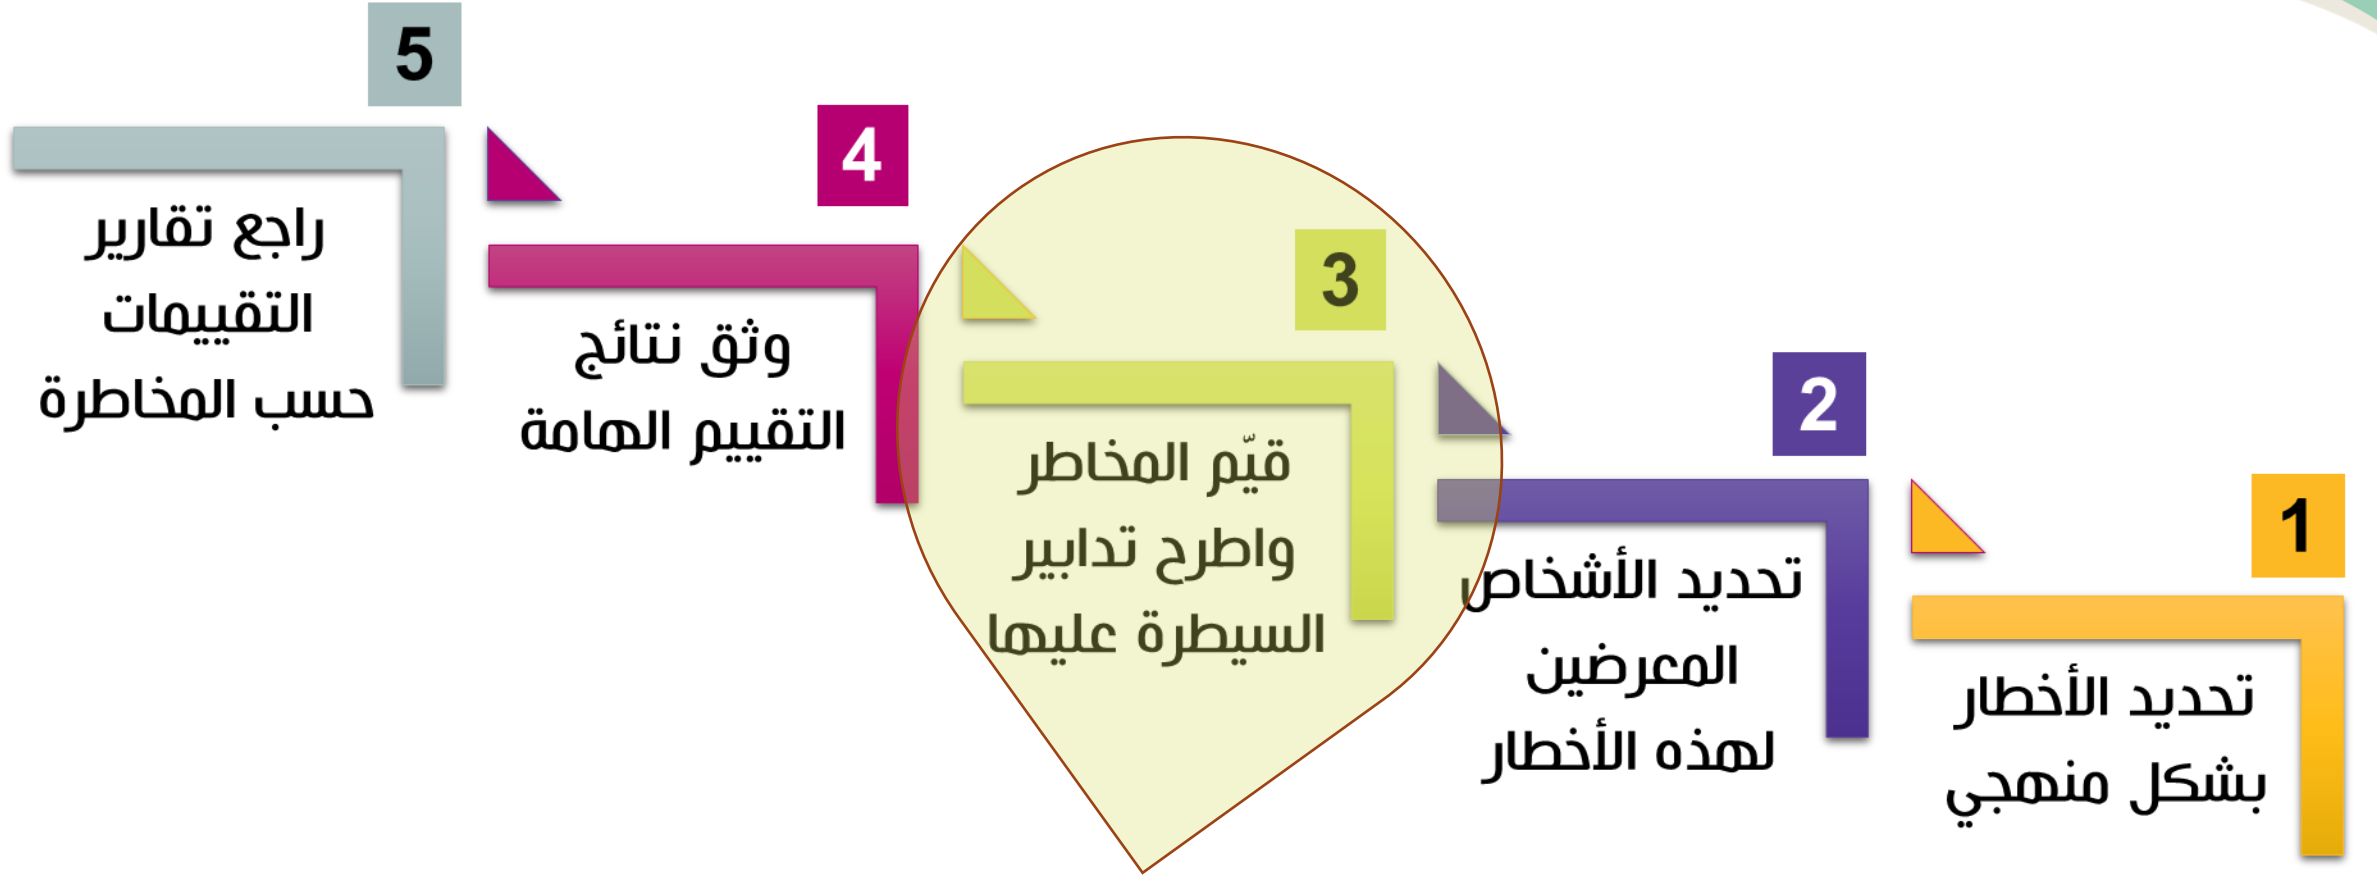 1
تحديد الأخطار
بشكل منهجي
2
تحديد الأشخاص
المعرضين
لهذه الأخطار
3
قيّم المخاطر
واطرح تدابير
السيطرة عليها
4
وثق نتائج
التقييم الهامة
5
راجع تقارير
التقييمات
حسب المخاطرة